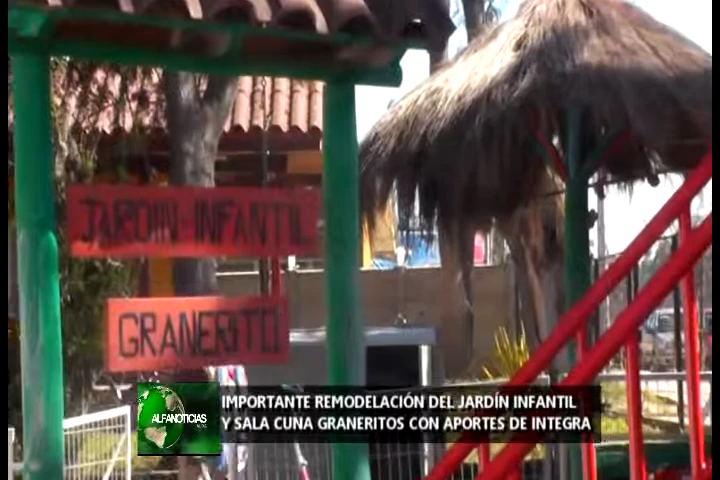 JARDIN INFANTIL
GRANERITO
ALFANOTICIAS
IMPORTANTE REMODELACIÓN DEL JARDÍN INFANTIL
Y SALA CUNA GRANERITOS CON APORTES DE INTEGRA